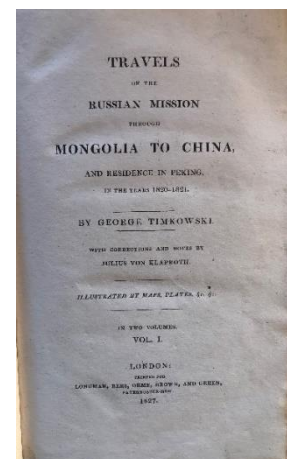 TRAVELS
OF THE
RUSSIAN MISSION
THROUGH
MONGOLIA TO CHINA,
AND RESIDENCE IN PEKING,
IN THE YEARS 1820-1821.
BY GEORGE TIMKOWSKI.
WITH CORRECTIONS AND NOTES BY
JULIUS VON KLAPROTH.
ILLUSTRATED BY MAPS, PLATES, &c. &c.
IN TWO VOLUMES.
VOL. I.
LONDON:
PRINTED FOR
LONGMAN, REES, ORME, BROWN, AND GREEN,
PATERNOSTER-ROW
1827.